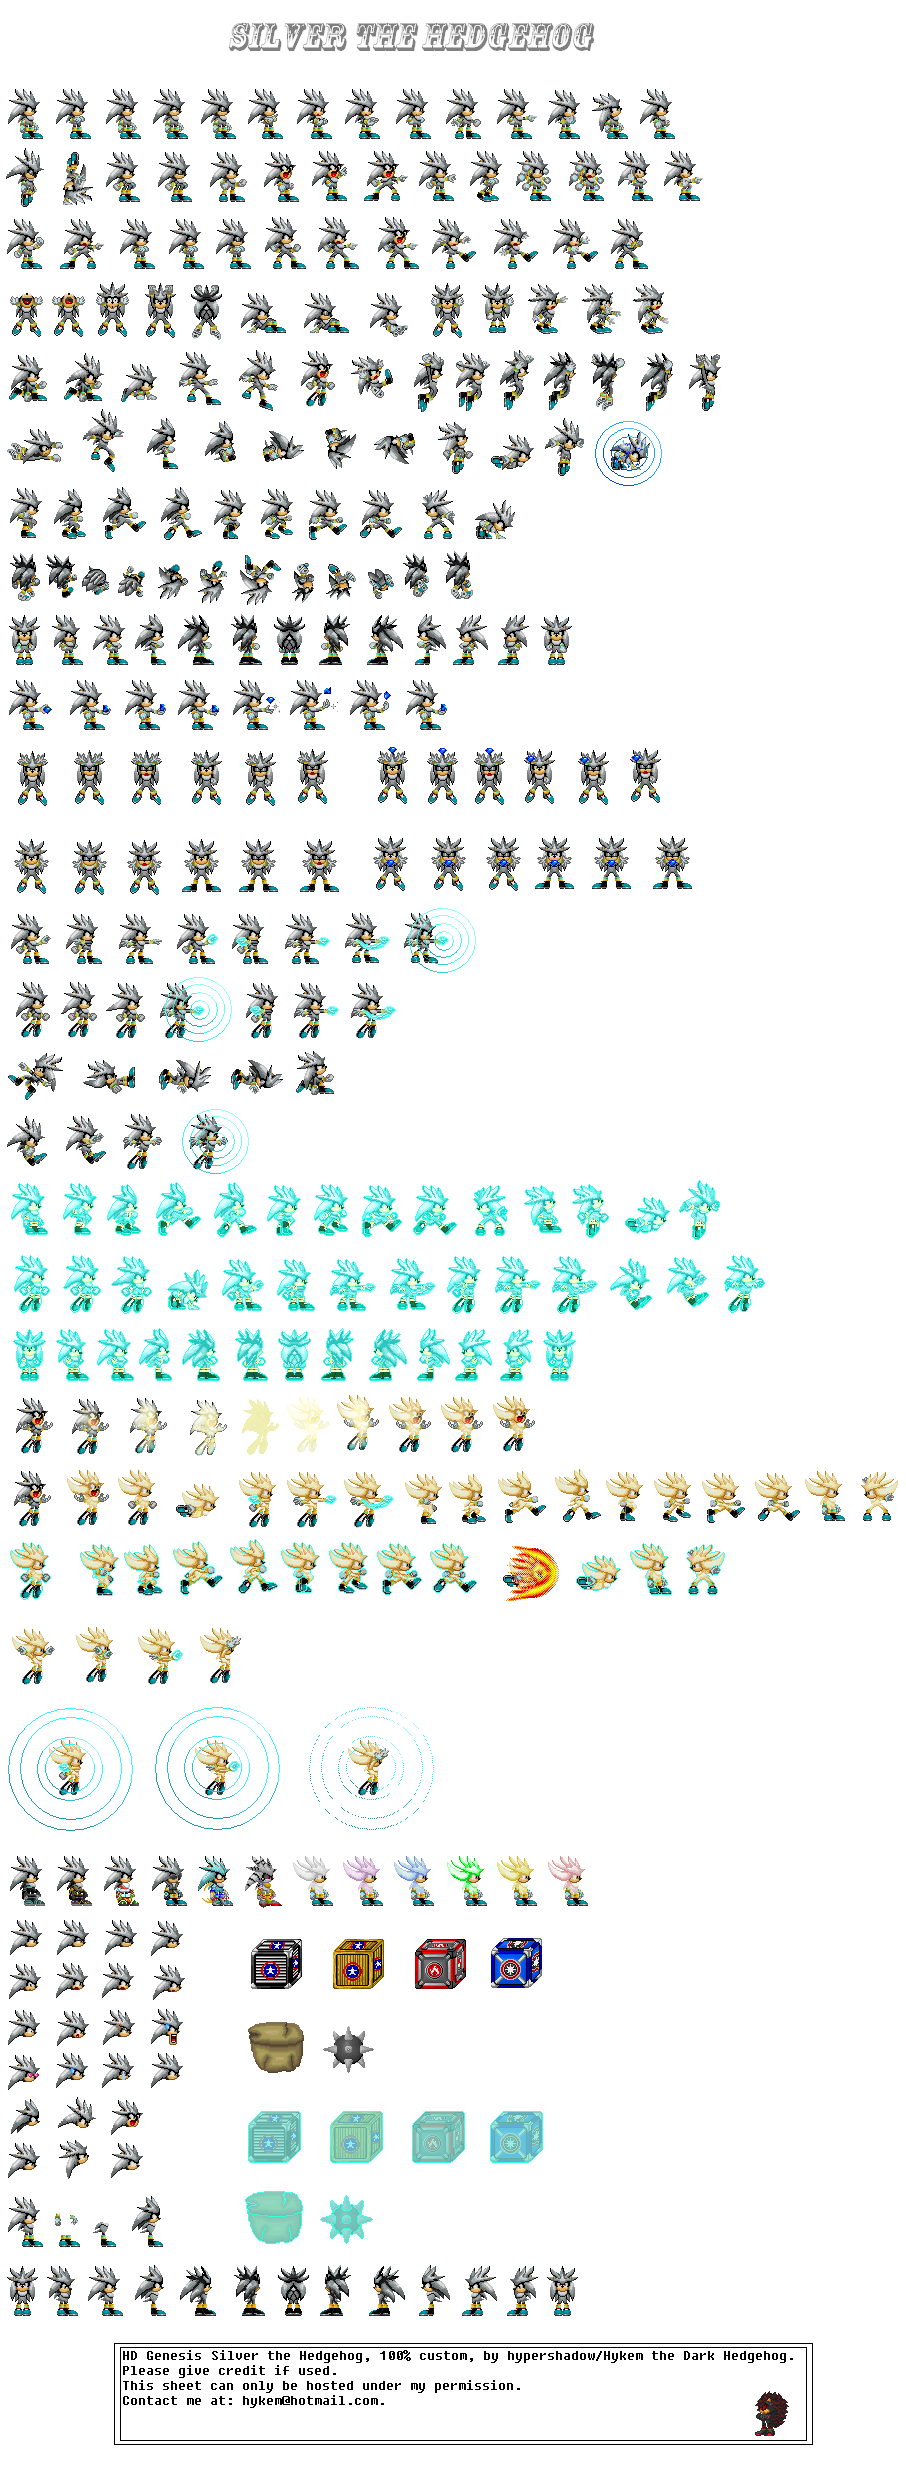 SILVER THE HEDGEHOG
HD Genesis Silver the Hedgehog, 100% custom, by hypershadow/Hykem the Dark Hedgehog.
Please give credit if used.
This sheet can only be hosted under my permission.
Contact me at: hykem@hotmail.com.